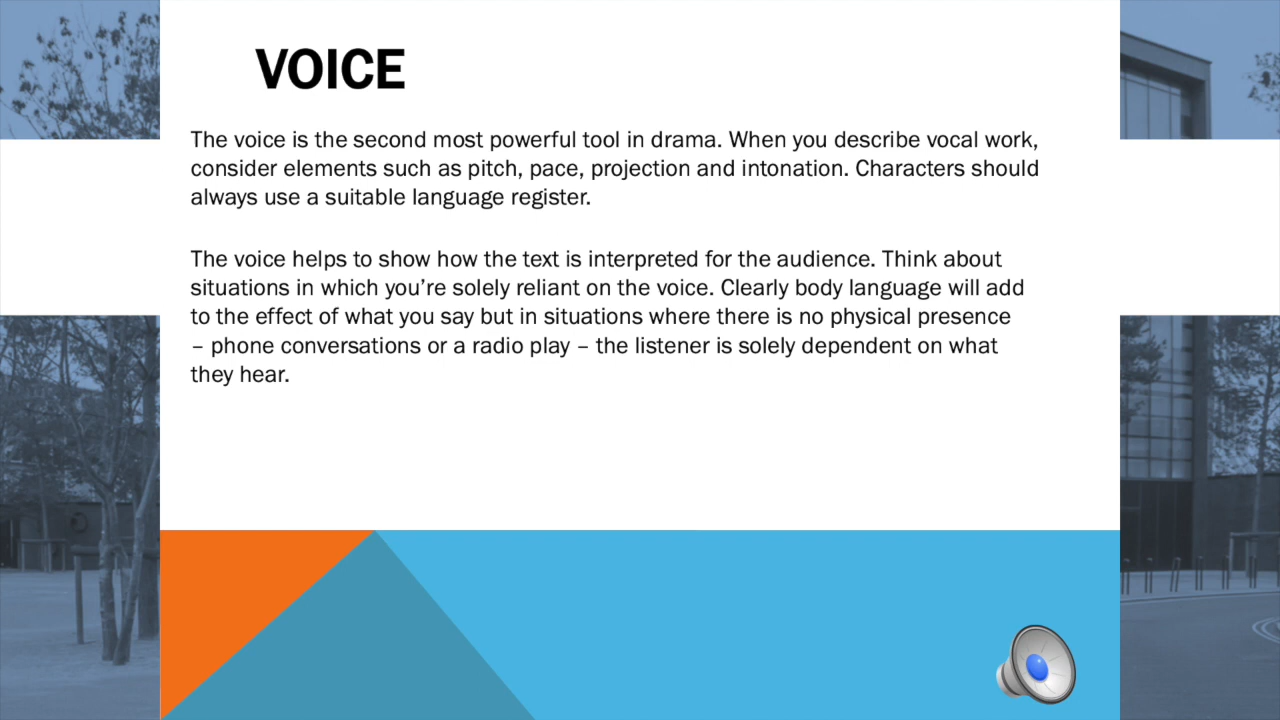 VOICE
The voice is the second most powerful tool in drama. When you describe vocal work,
consider elements such as pitch, pace, projection and intonation. Characters should
always use a suitable language register.
The voice helps to show how the text is interpreted for the audience. Think about
situations in which you’re solely reliant on the voice. Clearly body language will add
to the effect of what you say but in situations where there is no physical presence
– phone conversations or a radio play – the listener is solely dependent on what
they hear.